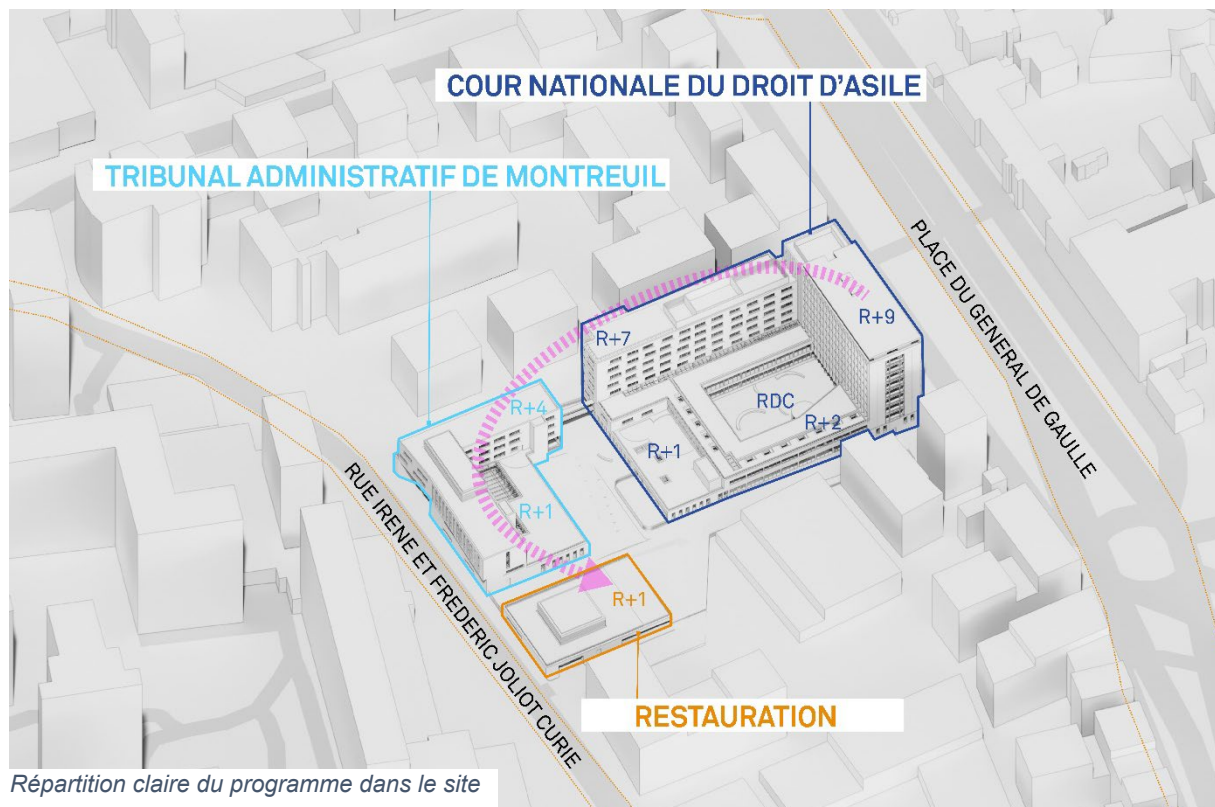 COUR NATIONALE DU DROIT D'ASILE
TRIBUNAL ADMINISTRATIF DE MONTREUIL
PLACE DU GENERAL DE GAULLE
R+9
R+7
RDC
R+2
R+4
R+1
R+1
RUE IRENE ET FREDERIC JOLIOT CURIE
R+1
RESTAURATION
Répartition claire du programme dans le site